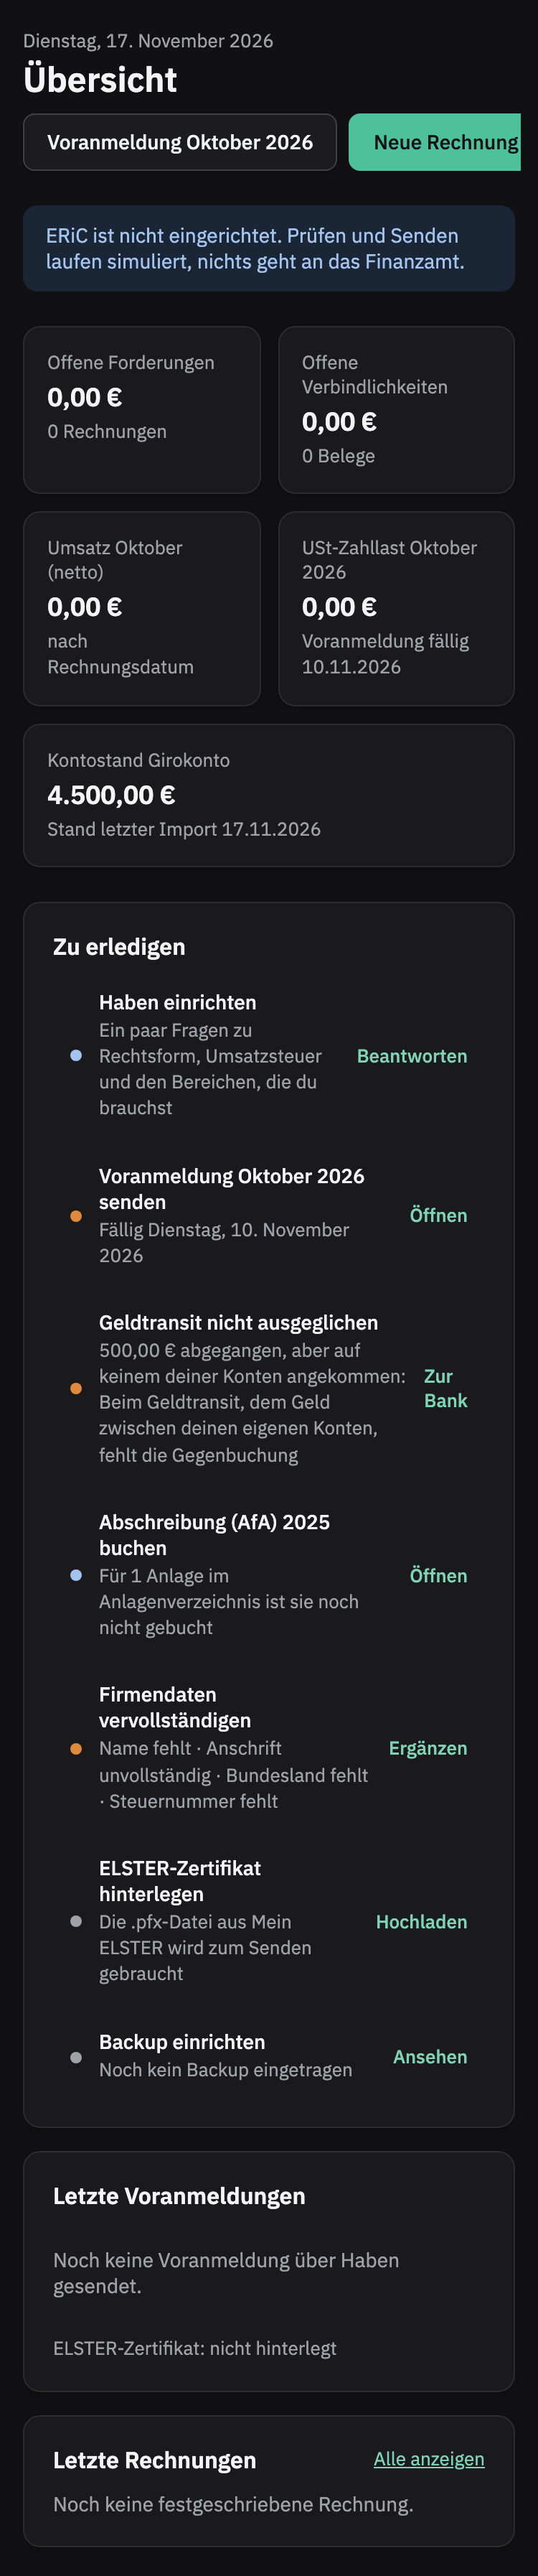 Dienstag, 17. November 2026
Übersicht
Voranmeldung Oktober 2026
Neue Rechnung
ERiC ist nicht eingerichtet. Prüfen und Senden
laufen simuliert, nichts geht an das Finanzamt.
Offene Forderungen
0,00 €
0 Rechnungen
Offene
Verbindlichkeiten
0,00 €
0 Belege
Umsatz Oktober
(netto)
0,00 €
nach
Rechnungsdatum
USt-Zahllast Oktober
2026
0,00 €
Voranmeldung fällig
10.11.2026
Kontostand Girokonto
4.500,00 €
Stand letzter Import 17.11.2026
Zu erledigen
Haben einrichten
Ein paar Fragen zu
Rechtsform, Umsatzsteuer
und den Bereichen, die du
brauchst
Beantworten
Voranmeldung Oktober 2026
senden
Fällig Dienstag, 10. November
2026
Öffnen
Geldtransit nicht ausgeglichen
500,00 € abgegangen, aber auf
keinem deiner Konten angekommen:
Beim Geldtransit, dem Geld
zwischen deinen eigenen Konten,
fehlt die Gegenbuchung
Zur
Bank
Abschreibung (AfA) 2025
buchen
Für 1 Anlage im
Anlagenverzeichnis ist sie noch
nicht gebucht
Öffnen
Firmendaten
vervollständigen
Name fehlt · Anschrift
unvollständig · Bundesland fehlt
· Steuernummer fehlt
Ergänzen
ELSTER-Zertifikat
hinterlegen
Die .pfx-Datei aus Mein
ELSTER wird zum Senden
gebraucht
Hochladen
Backup einrichten
Noch kein Backup eingetragen
Ansehen
Letzte Voranmeldungen
Noch keine Voranmeldung über Haben
gesendet.
ELSTER-Zertifikat: nicht hinterlegt
Letzte Rechnungen
Alle anzeigen
Noch keine festgeschriebene Rechnung.